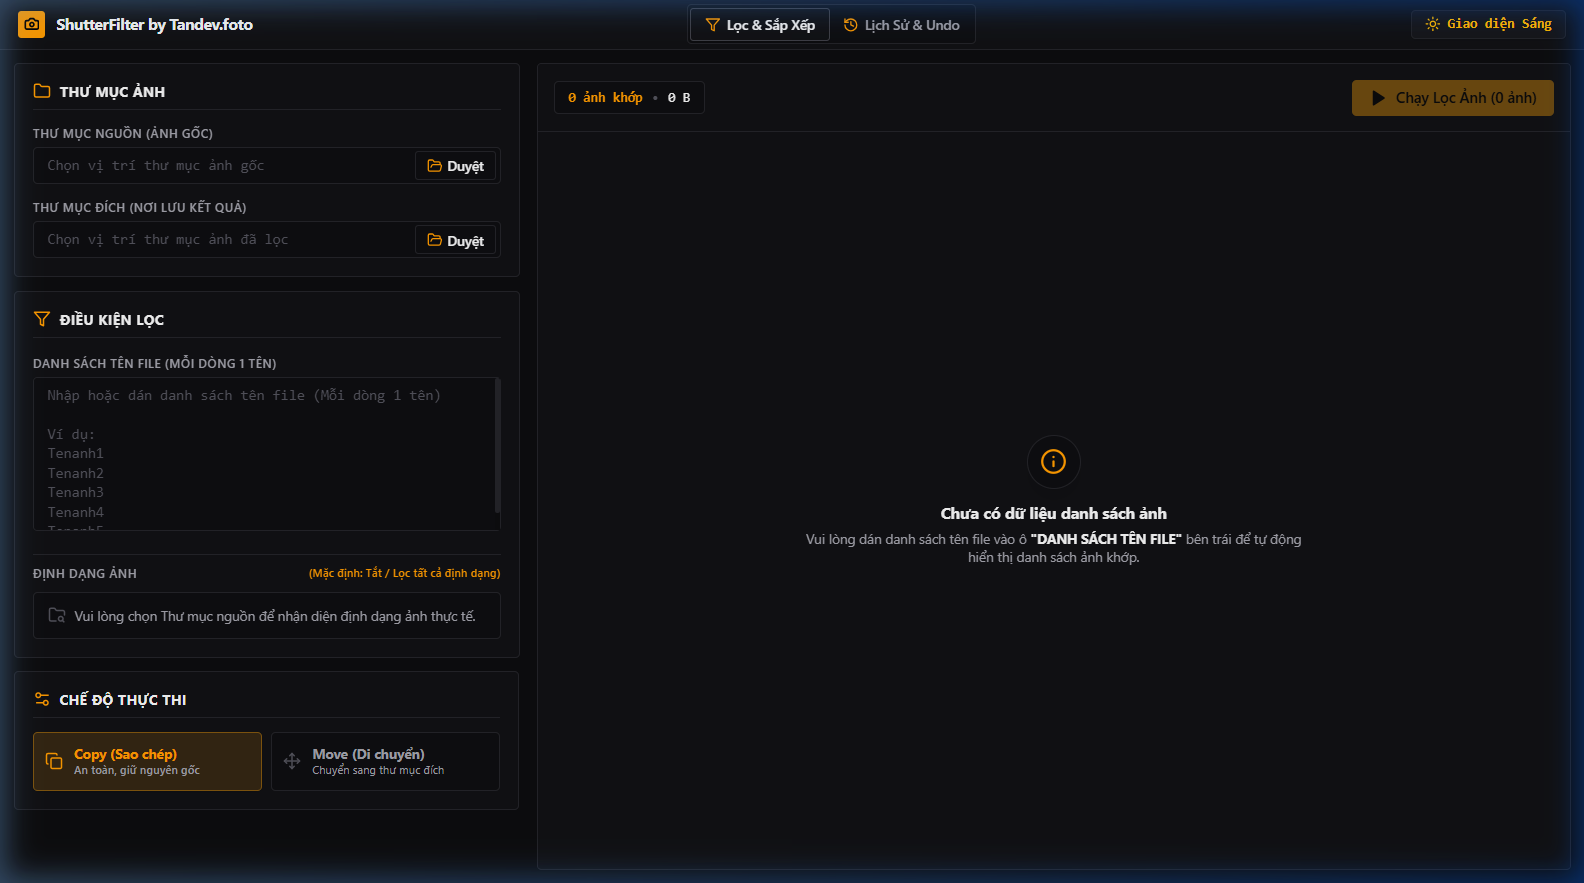 ShutterFilter by Tandev.foto
Lọc & Sắp Xếp
Lịch Sử & Undo
Giao diện Sáng
THƯ MỤC ẢNH
THƯ MỤC NGUỒN (ẢNH GỐC)
Chọn vị trí thư mục ảnh gốc
Duyệt
THƯ MỤC ĐÍCH (NƠI LƯU KẾT QUẢ)
Chọn vị trí thư mục ảnh đã lọc
Duyệt
ĐIỀU KIỆN LỌC
DANH SÁCH TÊN FILE (MỖI DÒNG 1 TÊN)
Nhập hoặc dán danh sách tên file (Mỗi dòng 1 tên)
Ví dụ:
Tenanh1
Tenanh2
Tenanh3
Tenanh4
Tenanh5
ĐỊNH DẠNG ẢNH
(Mặc định: Tắt / Lọc tất cả định dạng)
Vui lòng chọn Thư mục nguồn để nhận diện định dạng ảnh thực tế.
CHẾ ĐỘ THỰC THI
Copy (Sao chép)
An toàn, giữ nguyên gốc
Move (Di chuyển)
Chuyển sang thư mục đích
0 ảnh khớp • 0 B
Chạy Lọc Ảnh (0 ảnh)
Chưa có dữ liệu danh sách ảnh
Vui lòng dán danh sách tên file vào ô "DANH SÁCH TÊN FILE" bên trái để tự động
hiển thị danh sách ảnh khớp.